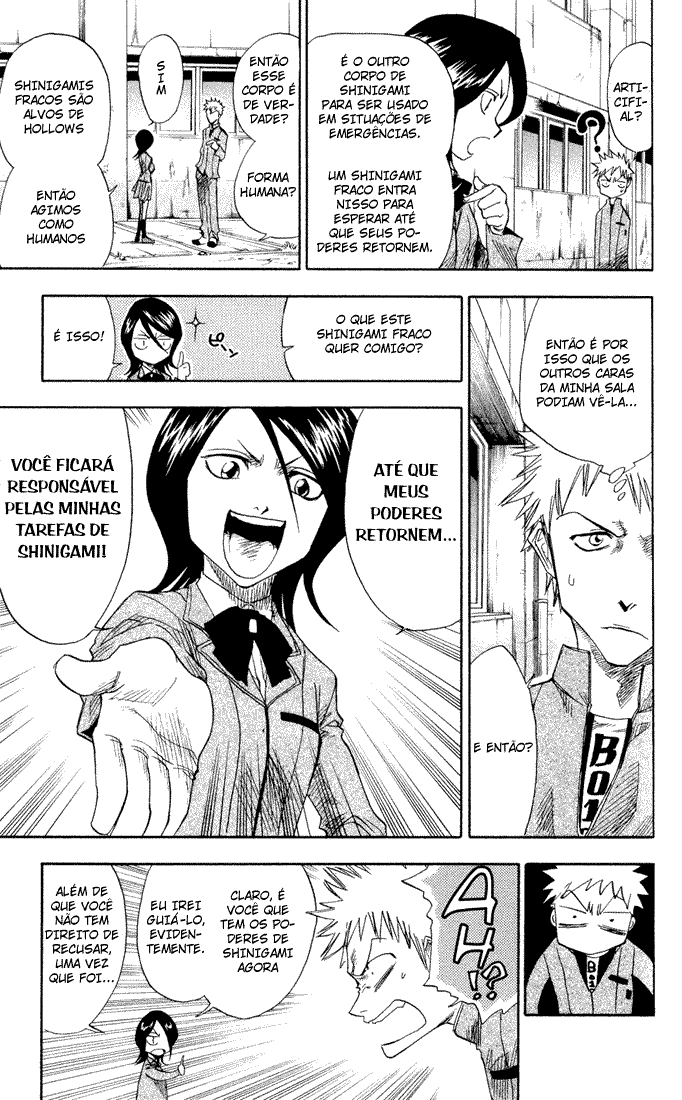 ARTI-
CIFI-
AL?
É O OUTRO
CORPO DE
SHINIGAMI
PARA SER USADO
EM SITUAÇÕES DE
EMERGÊNCIAS.
UM SHINIGAMI
FRACO ENTRA
NISSO PARA
ESPERAR ATÉ
QUE SEUS PO-
DERES RETORNEM.
ENTÃO
ESSE
CORPO É
DE VER-
DADE?
FORMA
HUMANA?
S
I
M
SHINIGAMIS
FRACOS SÃO
ALVOS DE
HOLLOWS
ENTÃO
AGIMOS
COMO
HUMANOS
ENTÃO É POR
ISSO QUE OS
OUTROS CARAS
DA MINHA SALA
PODIAM VÊ-LA...
O QUE ESTE
SHINIGAMI FRACO
QUER COMIGO?
É ISSO!
E ENTÃO?
BO1
ATÉ QUE
MEUS
PODERES
RETORNEM...
VOCÊ FICARÁ
RESPONSÁVEL
PELAS MINHAS
TAREFAS DE
SHINIGAMI!
AH!?
!!
CLARO, É
VOCÊ QUE
TEM OS PO-
DERES DE
SHINIGAMI
AGORA
EU IREI
GUIÁ-LO,
EVIDEN-
TEMENTE.
ALÉM DE
QUE VOCÊ
NÃO TEM
DIREITO DE
RECUSAR,
UMA VEZ
QUE FOI...